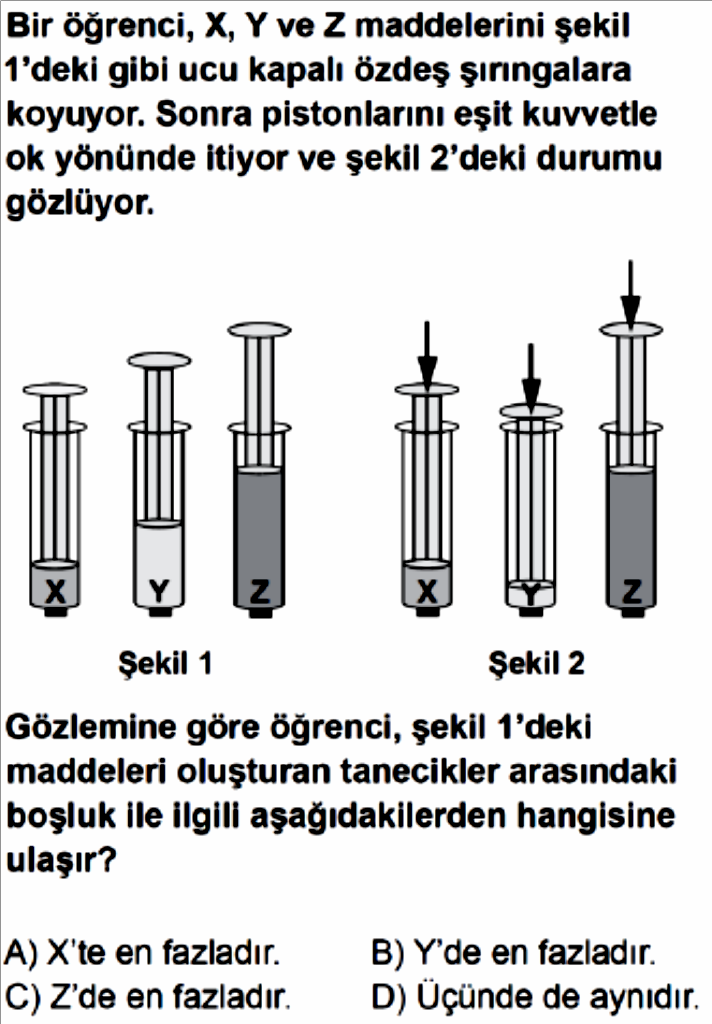 Bir öğrenci, X, Y ve Z maddelerini şekil
1’deki gibi ucu kapalı özdeş şırıngalara
koyuyor. Sonra pistonlarını eşit kuvvetle
ok yönünde itiyor ve şekil 2’deki durumu
gözlüyor.
X Y Z X Y Z
Şekil 1 Şekil 2
Gözlemine göre öğrenci, şekil 1’deki
maddeleri oluşturan tanecikler arasındaki
boşluk ile ilgili aşağıdakilerden hangisine
ulaşır?
A) X’te en fazladır. B) Y’de en fazladır.
C) Z’de en fazladır. D) Üçünde de aynıdır.